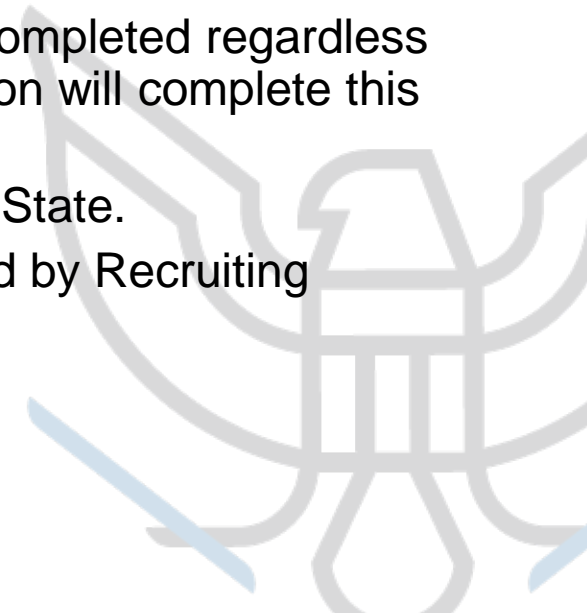 ompleted regardless
on will complete this
State.
d by Recruiting